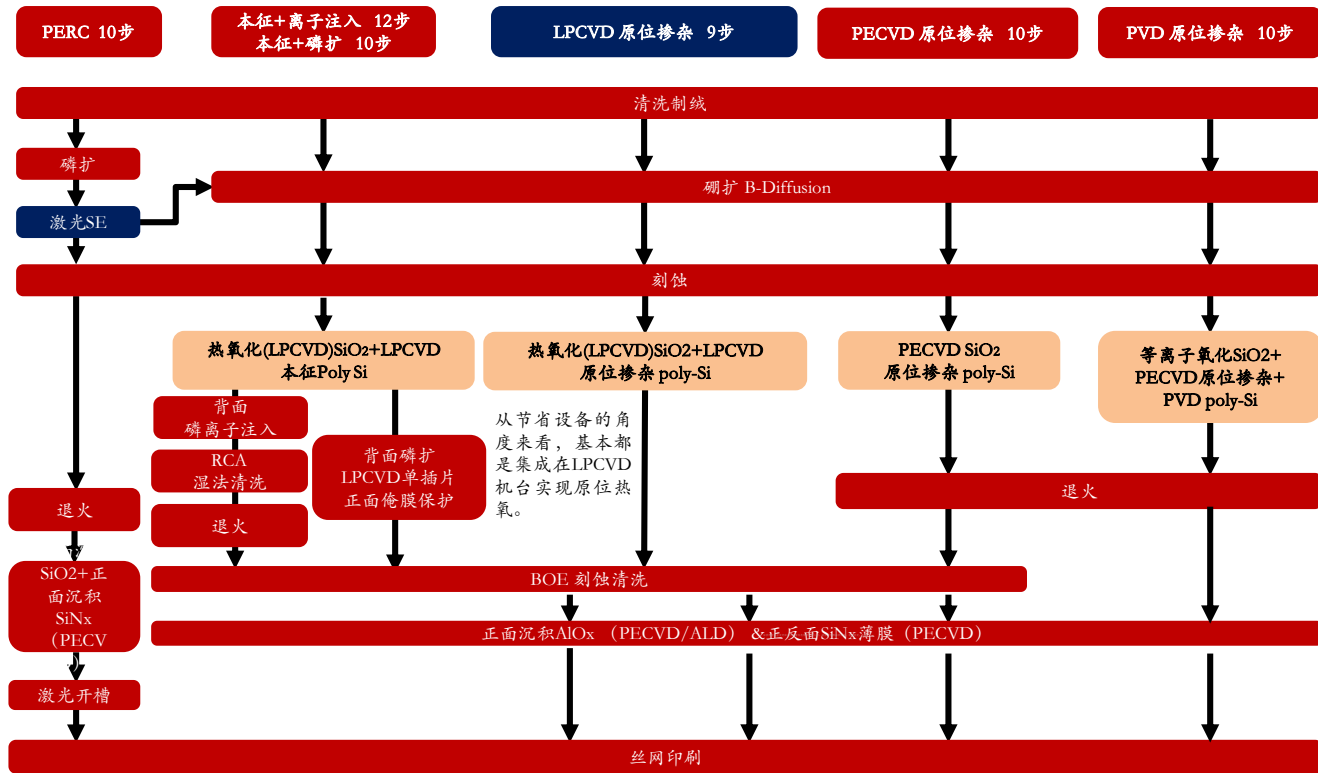 PERC 10步
本征+离子注入 12步
本征+磷扩 10步
LPCVD 原位掺杂 9步
PECVD 原位掺杂 10步
PVD 原位掺杂 10步
清洗制绒
磷扩
硼扩 B-Diffusion
激光SE
刻蚀
热氧化(LPCVD)SiO₂+LPCVD
本征Poly Si
热氧化(LPCVD)SiO2+LPCVD
原位掺杂 poly-Si
PECVD SiO₂
原位掺杂 poly-Si
等离子氧化SiO2+
PECVD原位掺杂+
PVD poly-Si
背面
磷离子注入
RCA
湿法清洗
退火
背面磷扩
LPCVD单插片
正面俺膜保护
从节省设备的角
度来看，基本都
是集成在LPCVD
机台实现原位热
氧。
退火
退火
BOE 刻蚀清洗
SiO2+正
面沉积
SiNx
（PECV
正面沉积AlOx （PECVD/ALD） &正反面SiNx薄膜（PECVD）
激光开槽
丝网印刷